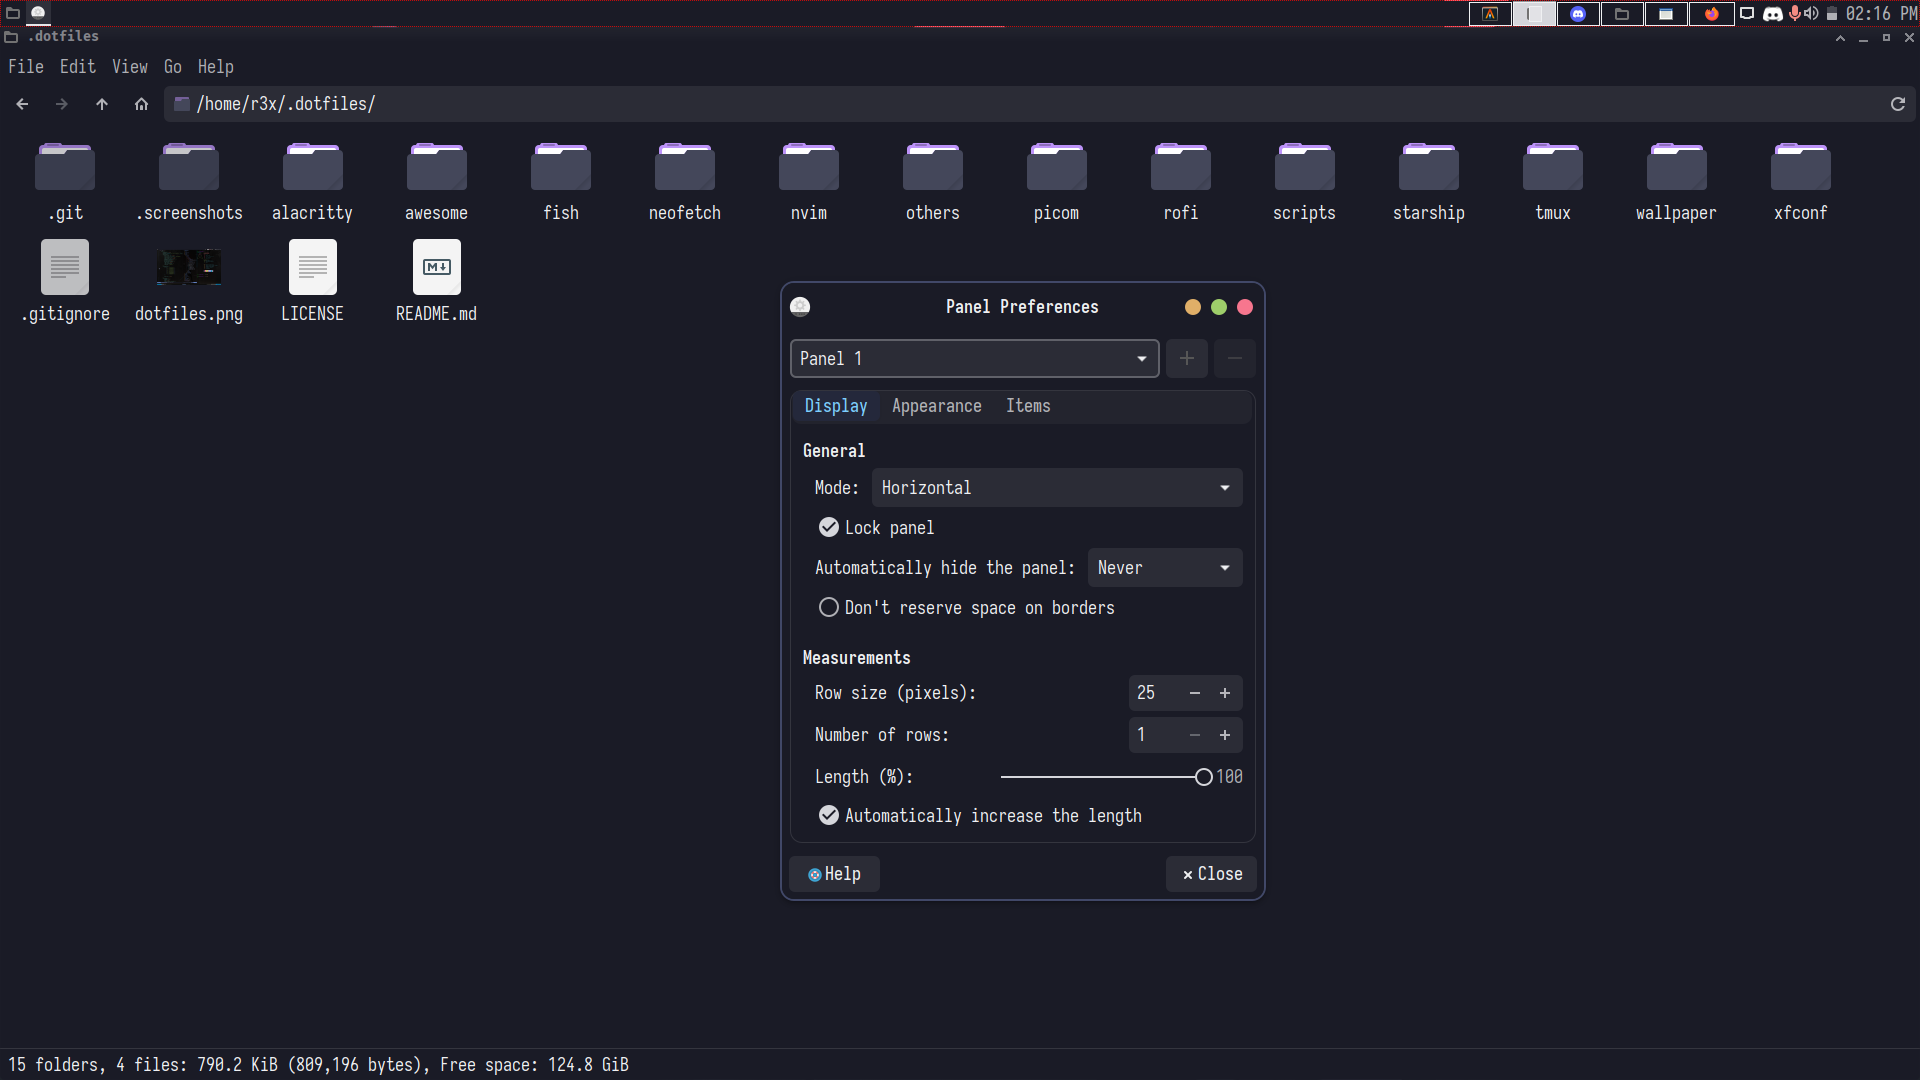 02:16 PM
.dotfiles
File Edit View Go Help
/home/r3x/.dotfiles/
.git .screenshots alacritty awesome fish neofetch nvim others picom rofi scripts starship tmux wallpaper xfconf
.gitignore dotfiles.png LICENSE README.md
Panel Preferences
Panel 1
Display Appearance Items
General
Mode: Horizontal
Lock panel
Automatically hide the panel: Never
Don't reserve space on borders
Measurements
Row size (pixels): 25
Number of rows: 1
Length (%): 100
Automatically increase the length
Help Close
15 folders, 4 files: 790.2 KiB (809,196 bytes), Free space: 124.8 GiB